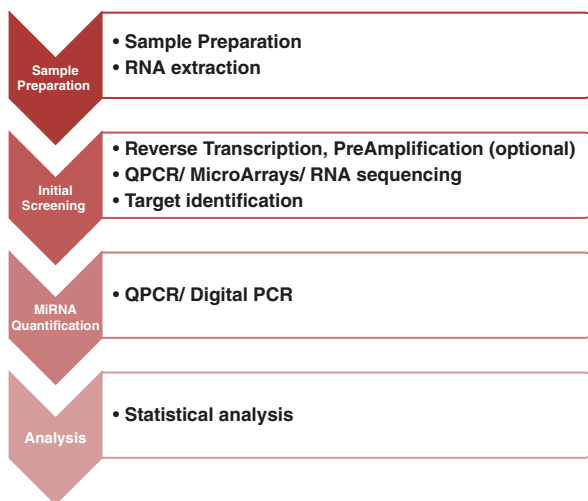 Sample
Preparation
• Sample Preparation
• RNA extraction
Initial
Screening
• Reverse Transcription, PreAmplification (optional)
• QPCR/ MicroArrays/ RNA sequencing
• Target identification
MiRNA
Quantification
• QPCR/ Digital PCR
Analysis
• Statistical analysis